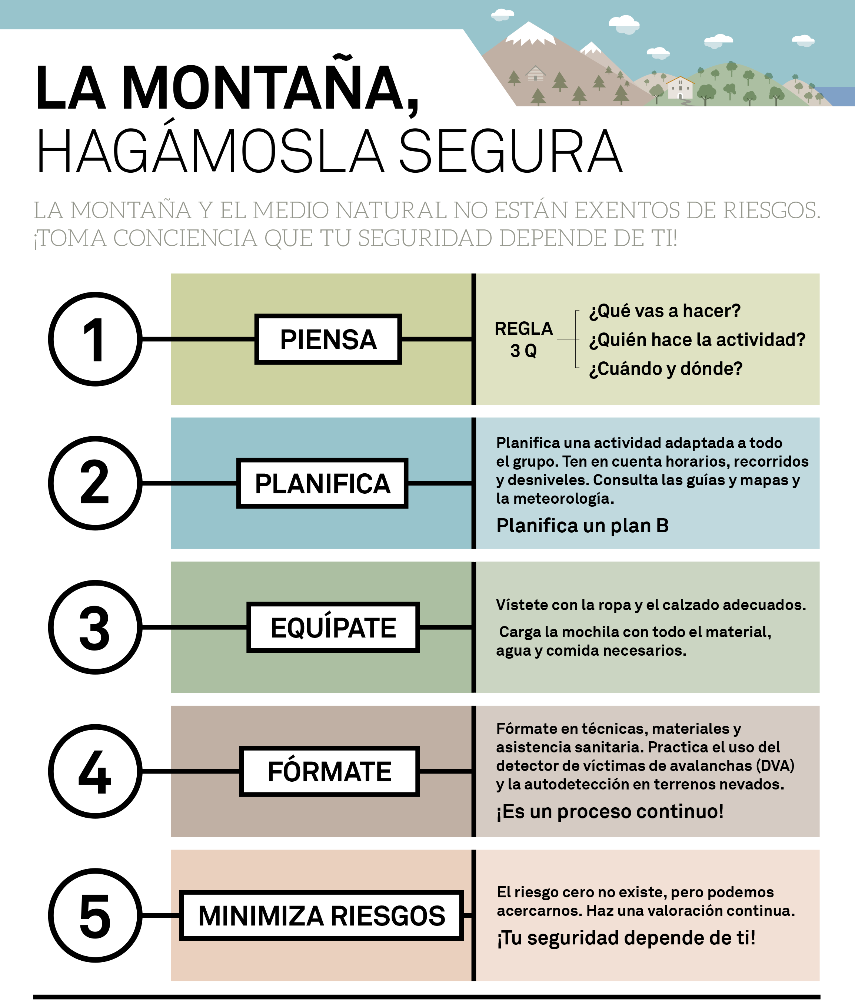 LA MONTAÑA,
HAGÁMOSLA SEGURA
LA MONTAÑA Y EL MEDIO NATURAL NO ESTÁN EXENTOS DE RIESGOS.
¡TOMA CONCIENCIA QUE TU SEGURIDAD DEPENDE DE TI!
1
PIENSA
REGLA
3 Q
¿Qué vas a hacer?
¿Quién hace la actividad?
¿Cuándo y dónde?
2
PLANIFICA
Planifica una actividad adaptada a todo
el grupo. Ten en cuenta horarios, recorridos
y desniveles. Consulta las guías y mapas y
la meteorología.
Planifica un plan B
3
EQUÍPATE
Vístete con la ropa y el calzado adecuados.
Carga la mochila con todo el material,
agua y comida necesarios.
4
FÓRMATE
Fórmate en técnicas, materiales y
asistencia sanitaria. Practica el uso del
detector de víctimas de avalanchas (DVA)
y la autodetección en terrenos nevados.
¡Es un proceso continuo!
5
MINIMIZA RIESGOS
El riesgo cero no existe, pero podemos
acercarnos. Haz una valoración continua.
¡Tu seguridad depende de ti!